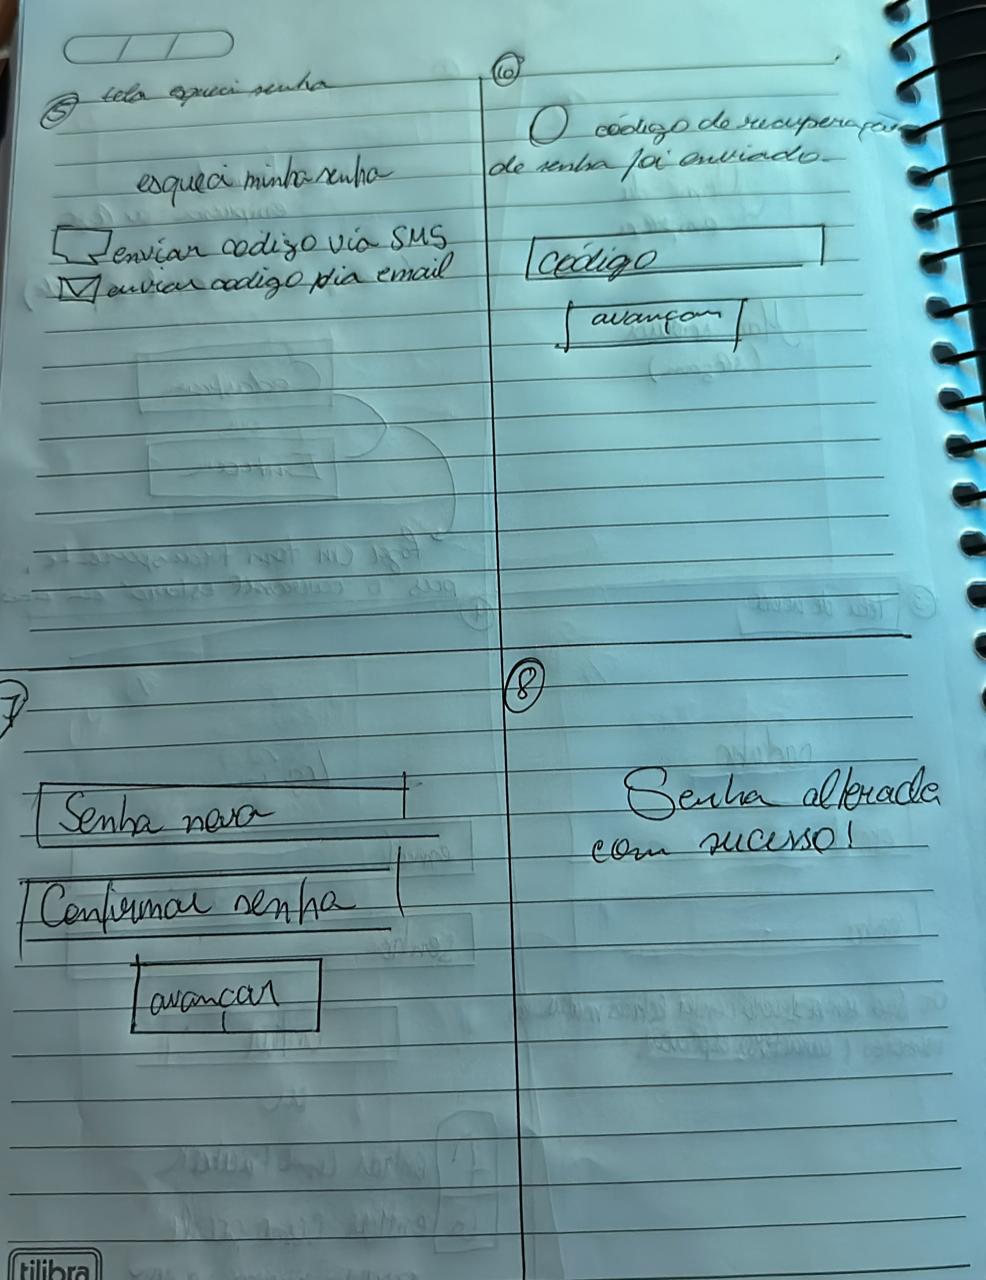 5 tela esqueci senha
esqueci minha senha
enviar codigo via SMS
enviar codigo via email
6
O código de recuperação
de senha foi enviado.
código
avançar
7
Senha nova
Confirmar senha
avançar
8
Senha alterada
com sucesso!
tilibra